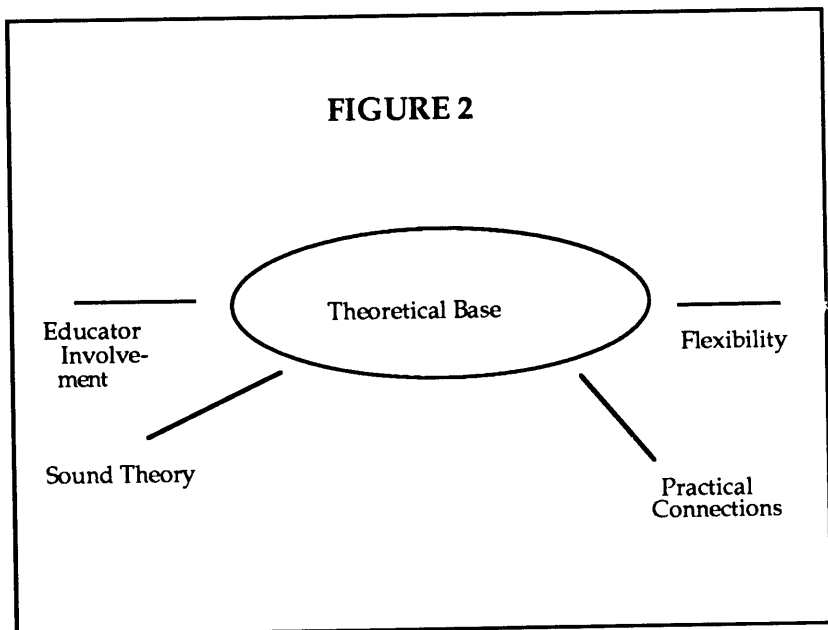 FIGURE 2
Theoretical Base
Educator
Involve-
ment
Flexibility
Sound Theory
Practical
Connections